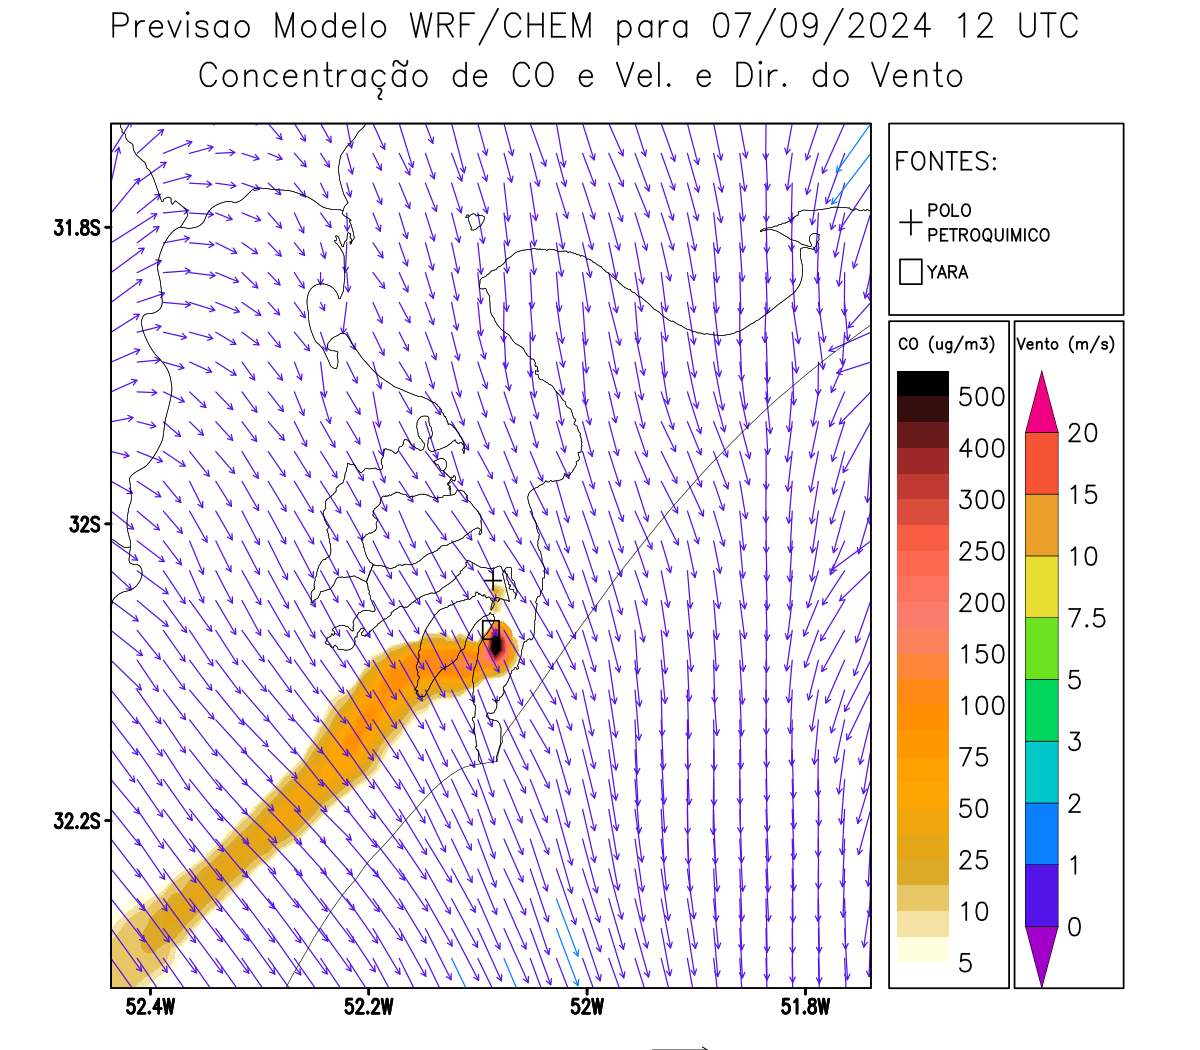 Previsao Modelo WRF/CHEM para 07/09/2024 12 UTC
Concentração de CO e Vel. e Dir. do Vento
FONTES:
POLO
PETROQUIMICO
YARA
31.8S
32S
32.2S
52.4W
52.2W
52W
51.8W
CO (ug/m3)
500
400
300
250
200
150
100
75
50
25
10
5
Vento (m/s)
20
15
10
7.5
5
3
2
1
0